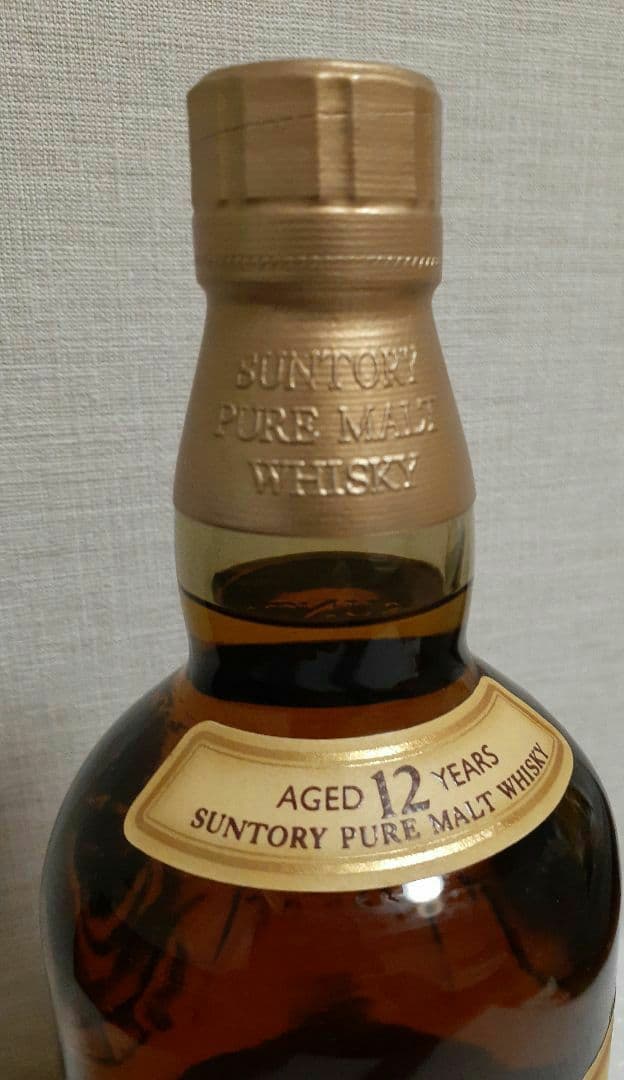 SUNTORY
PURE MALT
WHISKY
AGED 12 YEARS
SUNTORY PURE MALT WHISKY